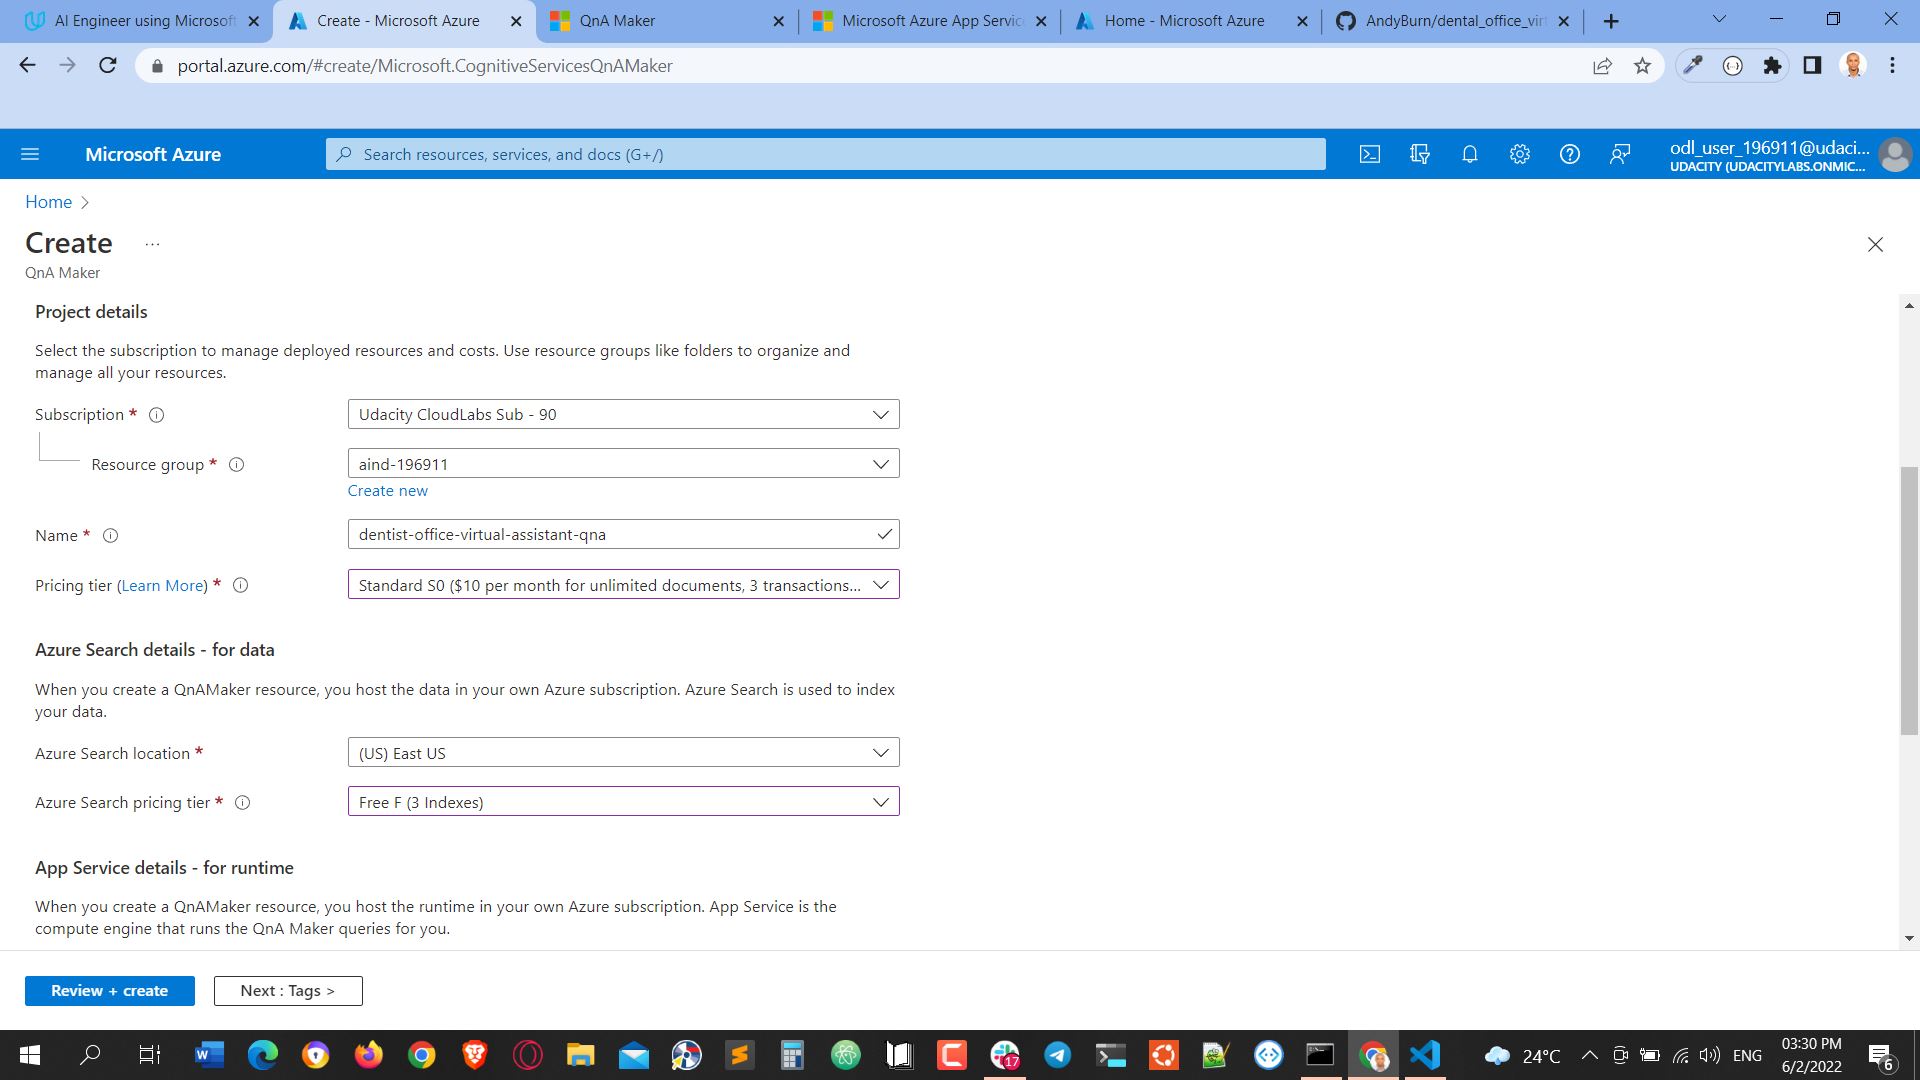 AI Engineer using Microsoft
Create - Microsoft Azure
QnA Maker
Microsoft Azure App Service
Home - Microsoft Azure
AndyBurn/dental_office_virt
portal.azure.com/#create/Microsoft.CognitiveServicesQnAMaker
Microsoft Azure
Search resources, services, and docs (G+/)
odl_user_196911@udaci...
UDACITY (UDACITYLABS.ONMIC...
Home
Create ...
QnA Maker
Project details
Select the subscription to manage deployed resources and costs. Use resource groups like folders to organize and
manage all your resources.
Subscription *
Udacity CloudLabs Sub - 90
Resource group *
aind-196911
Create new
Name *
dentist-office-virtual-assistant-qna
Pricing tier (Learn More) *
Standard S0 ($10 per month for unlimited documents, 3 transactions...
Azure Search details - for data
When you create a QnAMaker resource, you host the data in your own Azure subscription. Azure Search is used to index
your data.
Azure Search location *
(US) East US
Azure Search pricing tier *
Free F (3 Indexes)
App Service details - for runtime
When you create a QnAMaker resource, you host the runtime in your own Azure subscription. App Service is the
compute engine that runs the QnA Maker queries for you.
Review + create
Next : Tags >
17
24°C
ENG
03:30 PM
6/2/2022
6